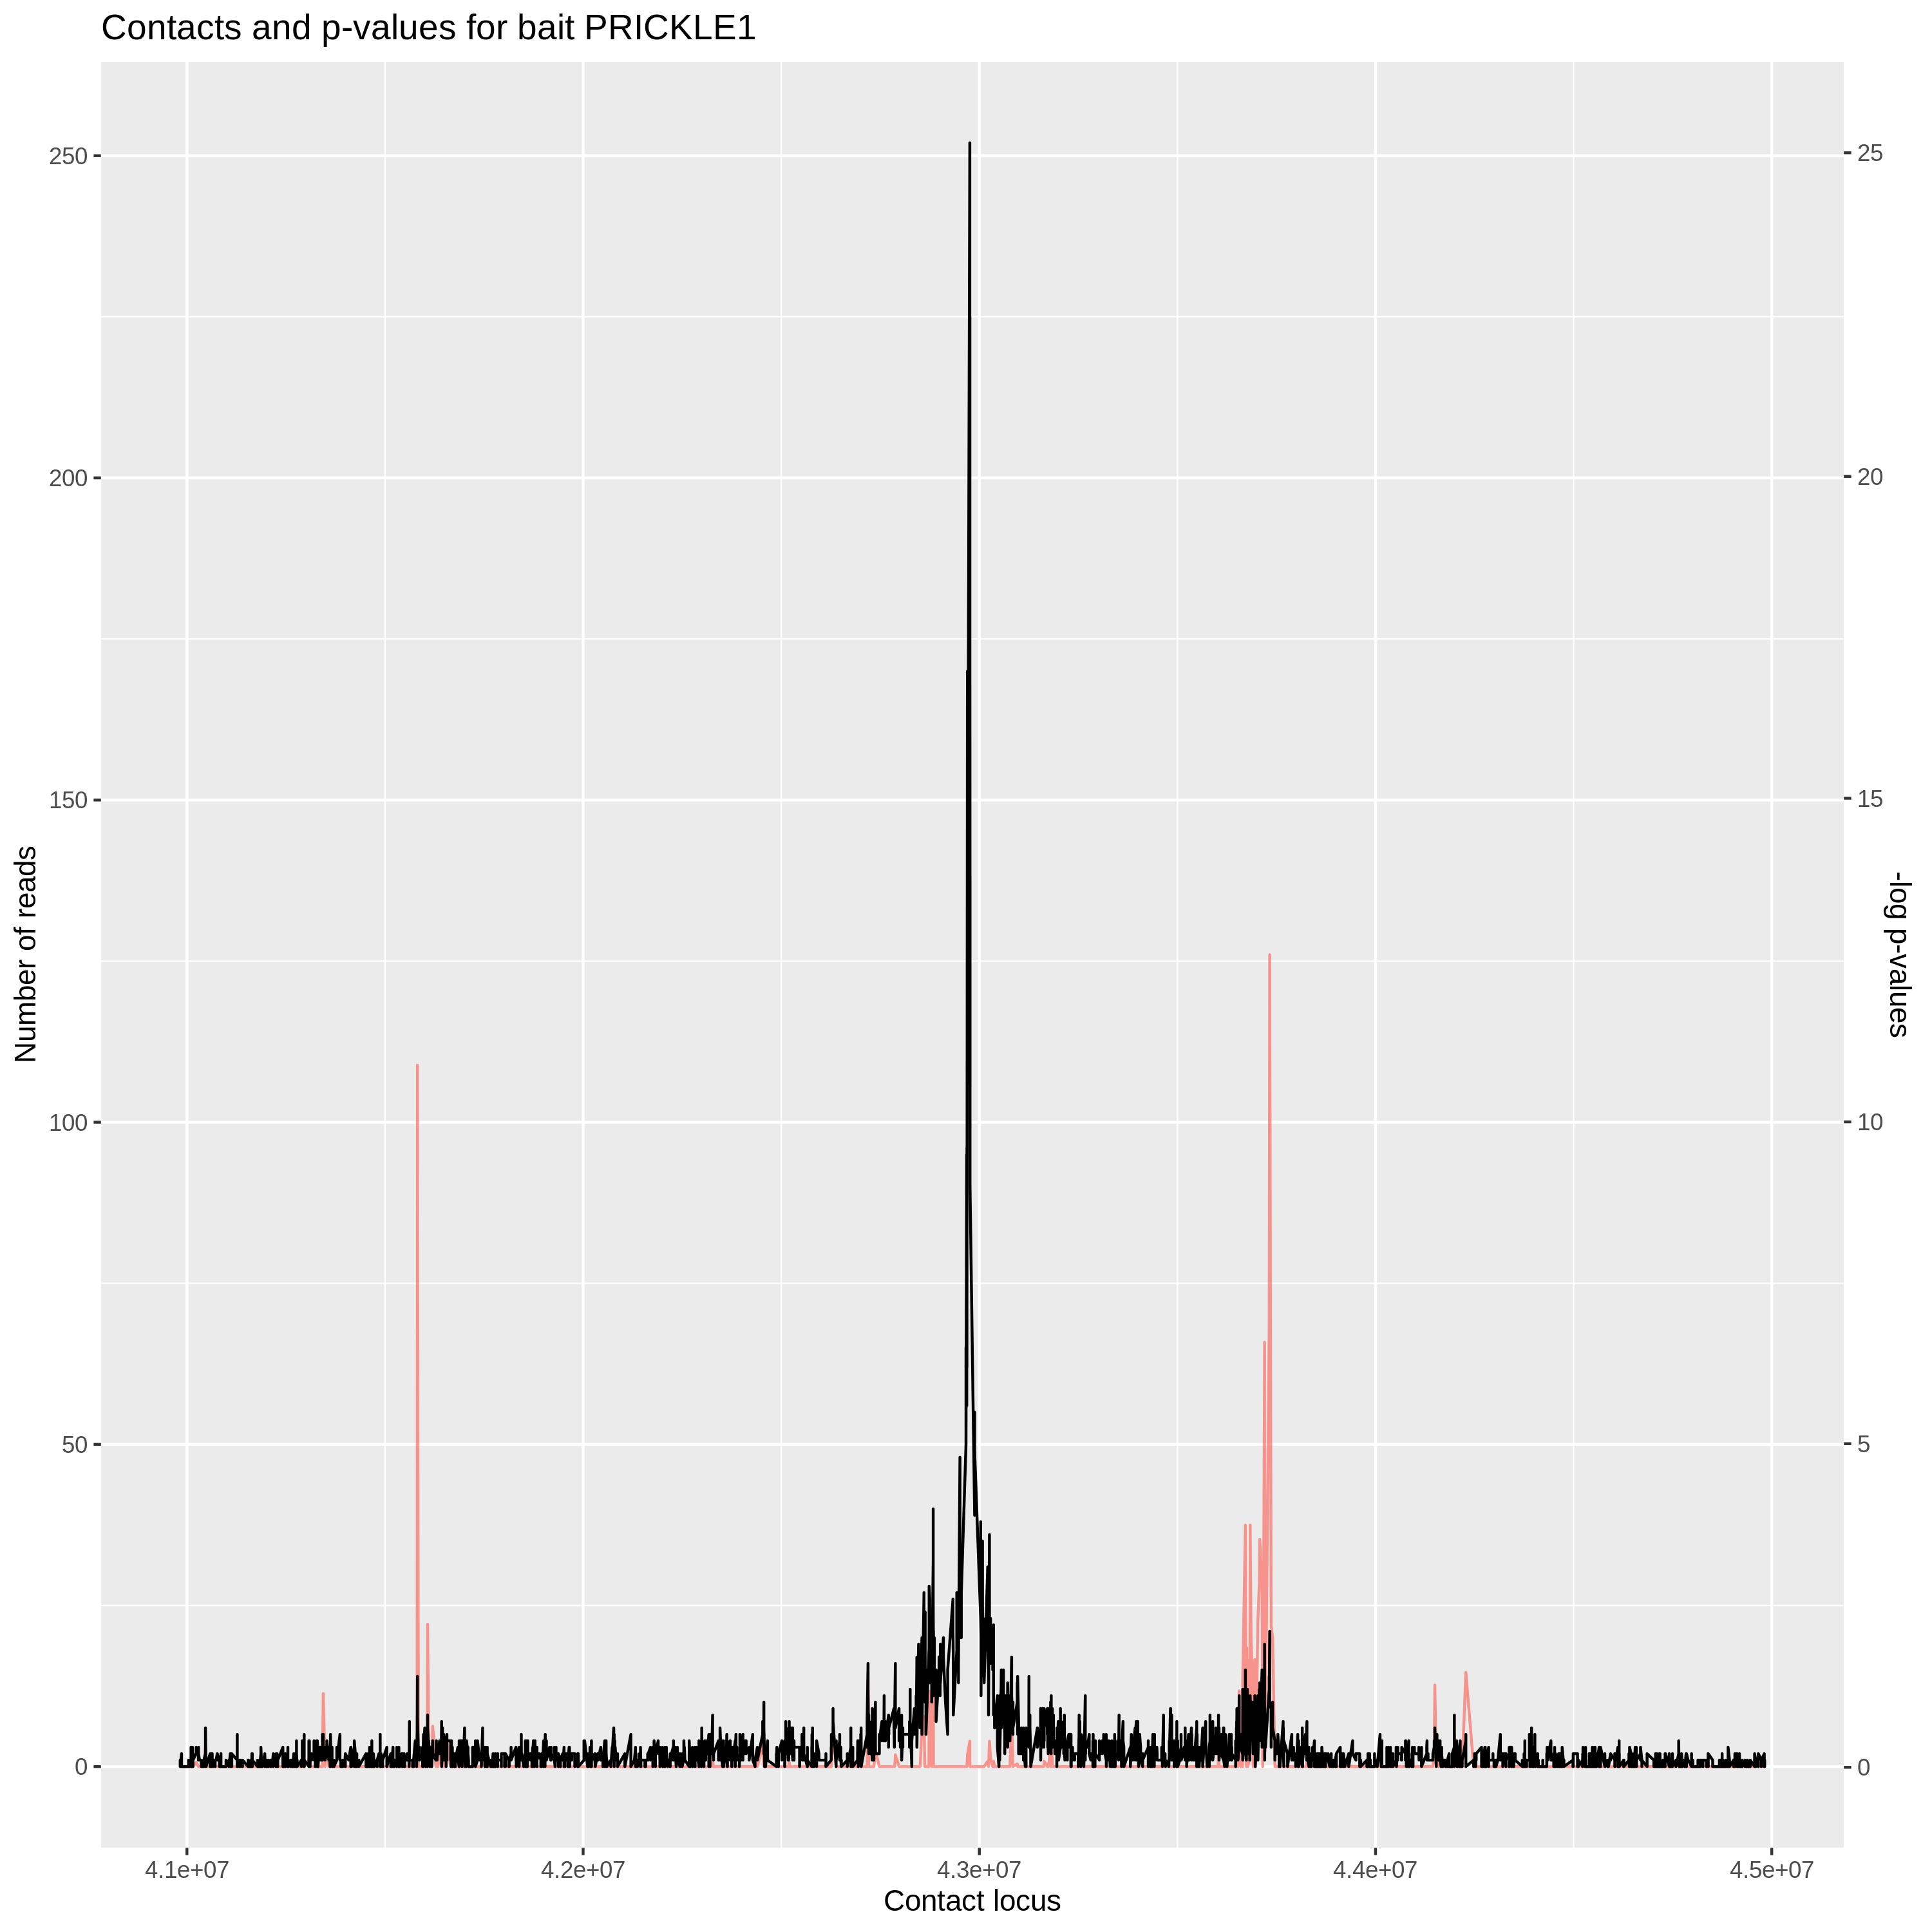 Contacts and p-values for bait PRICKLE1
250
200
150
100
50
0
Number of reads
25
20
15
10
5
0
-log p-values
4.1e+07
4.2e+07
4.3e+07
4.4e+07
4.5e+07
Contact locus